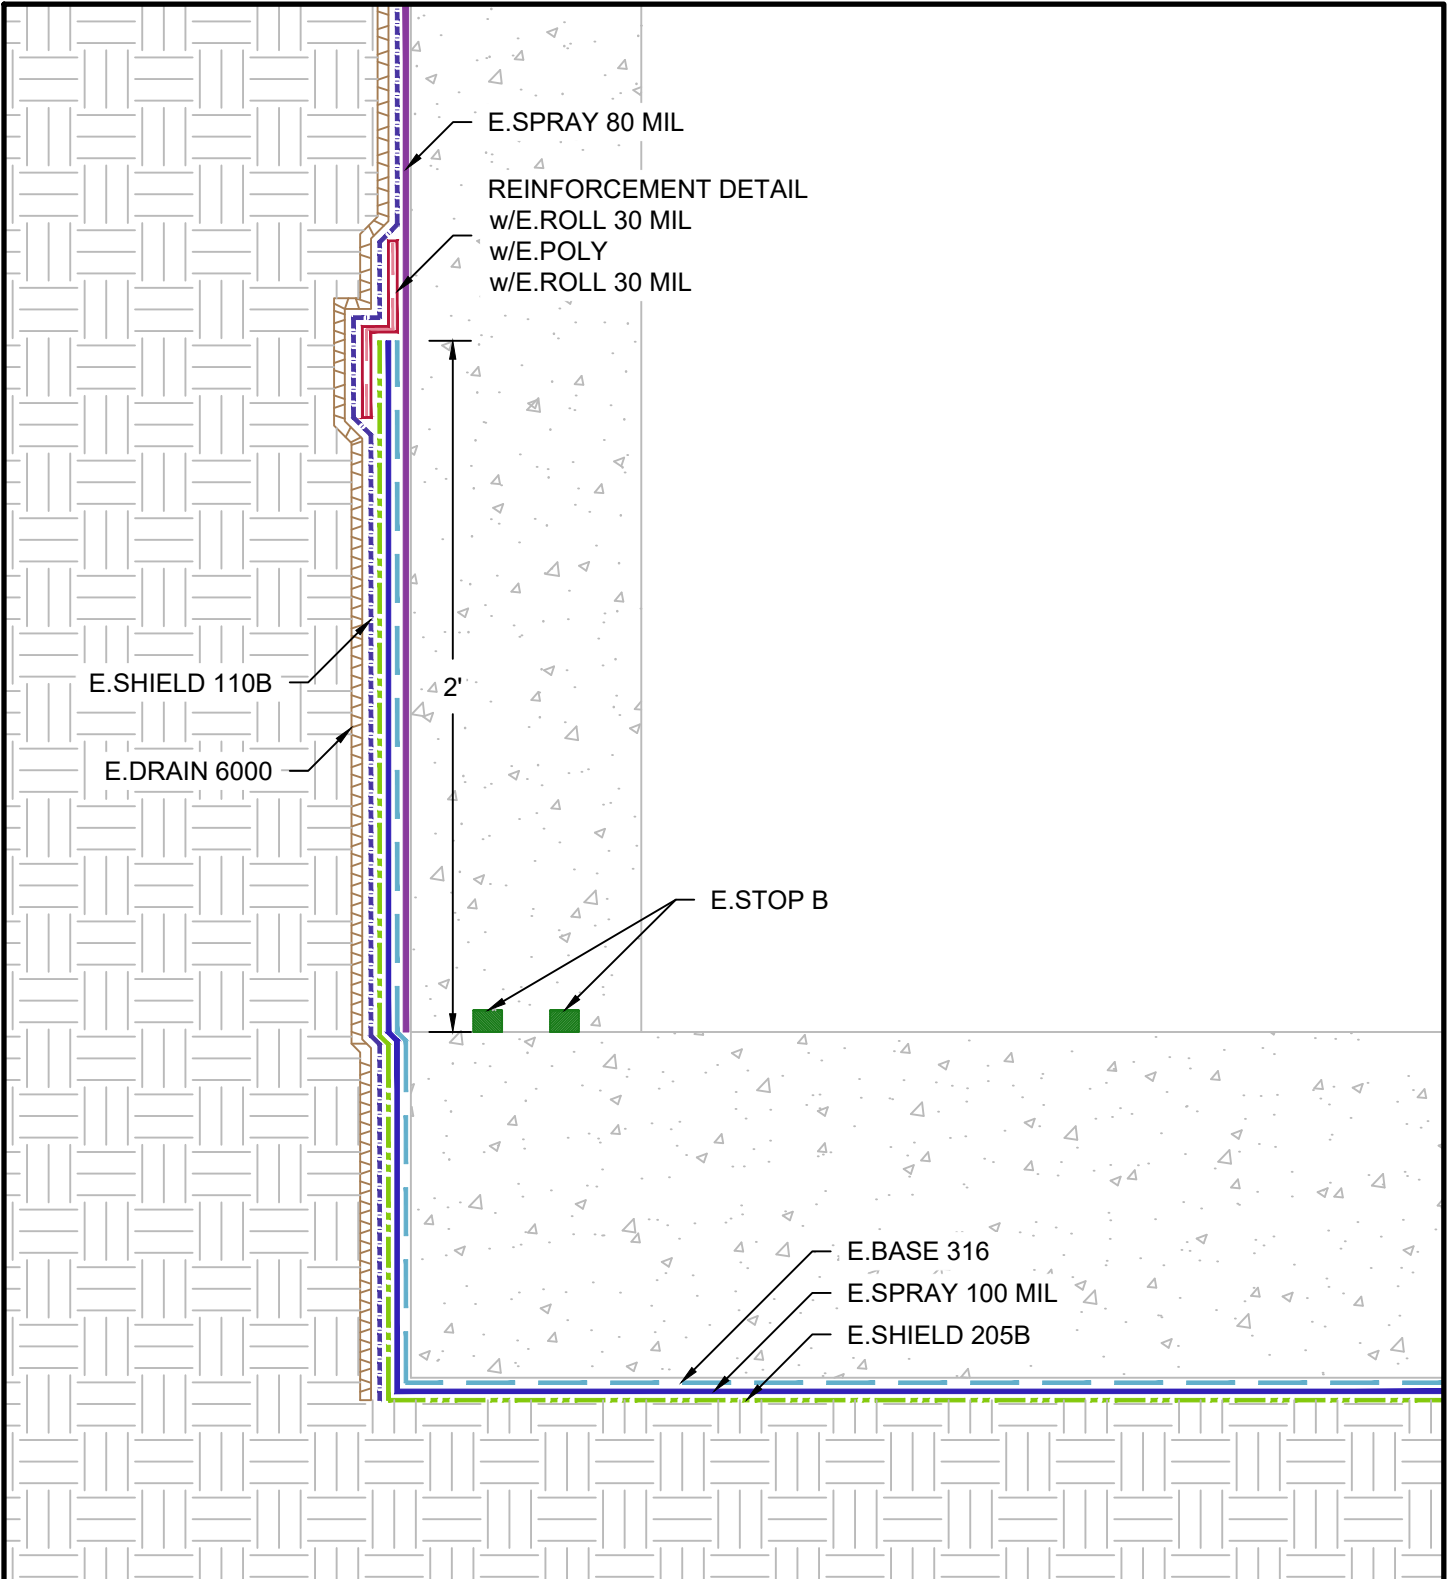 E.SPRAY 80 MIL
REINFORCEMENT DETAIL
w/E.ROLL 30 MIL
w/E.POLY
w/E.ROLL 30 MIL
E.SHIELD 110B
2'
E.DRAIN 6000
E.STOP B
E.BASE 316
E.SPRAY 100 MIL
E.SHIELD 205B